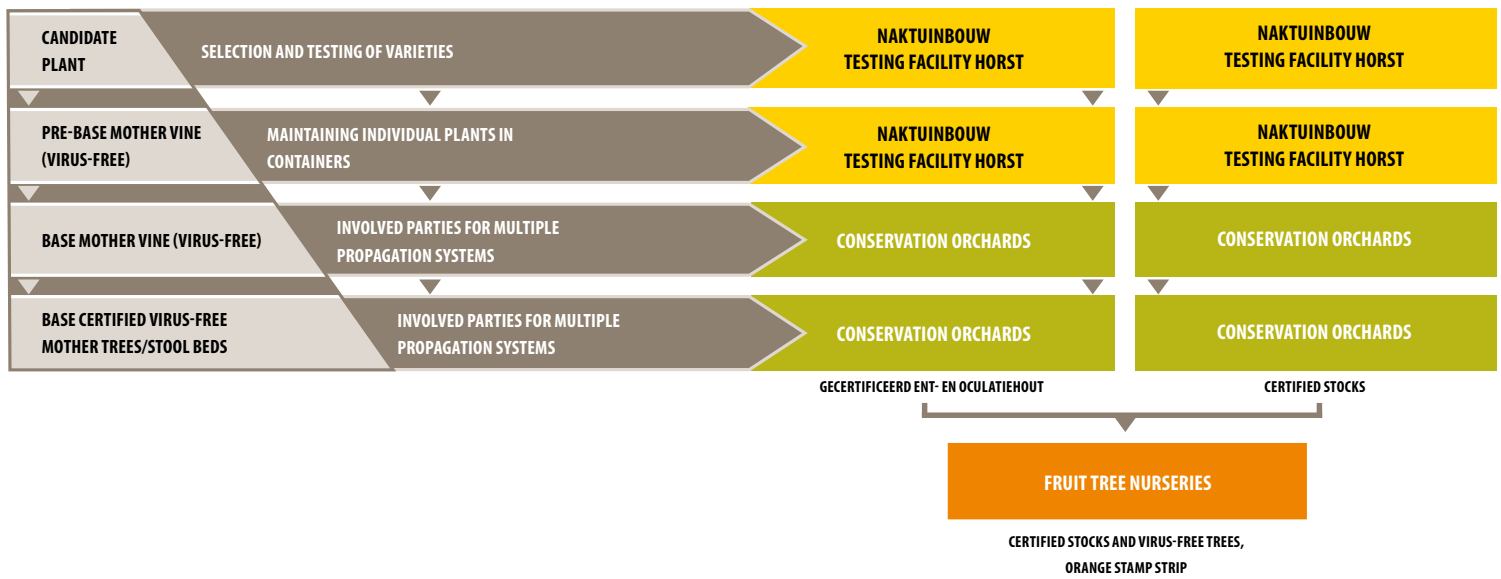 CANDIDATE
PLANT
SELECTION AND TESTING OF VARIETIES
NAKTUINBOUW
TESTING FACILITY HORST
NAKTUINBOUW
TESTING FACILITY HORST
PRE-BASE MOTHER VINE
(VIRUS-FREE)
MAINTAINING INDIVIDUAL PLANTS IN
CONTAINERS
NAKTUINBOUW
TESTING FACILITY HORST
NAKTUINBOUW
TESTING FACILITY HORST
BASE MOTHER VINE (VIRUS-FREE)
INVOLVED PARTIES FOR MULTIPLE
PROPAGATION SYSTEMS
CONSERVATION ORCHARDS
CONSERVATION ORCHARDS
BASE CERTIFIED VIRUS-FREE
MOTHER TREES/STOOL BEDS
INVOLVED PARTIES FOR MULTIPLE
PROPAGATION SYSTEMS
CONSERVATION ORCHARDS
CONSERVATION ORCHARDS
GECERTIFICEERD ENT- EN OCULATIEHOUT
CERTIFIED STOCKS
FRUIT TREE NURSERIES
CERTIFIED STOCKS AND VIRUS-FREE TREES,
ORANGE STAMP STRIP